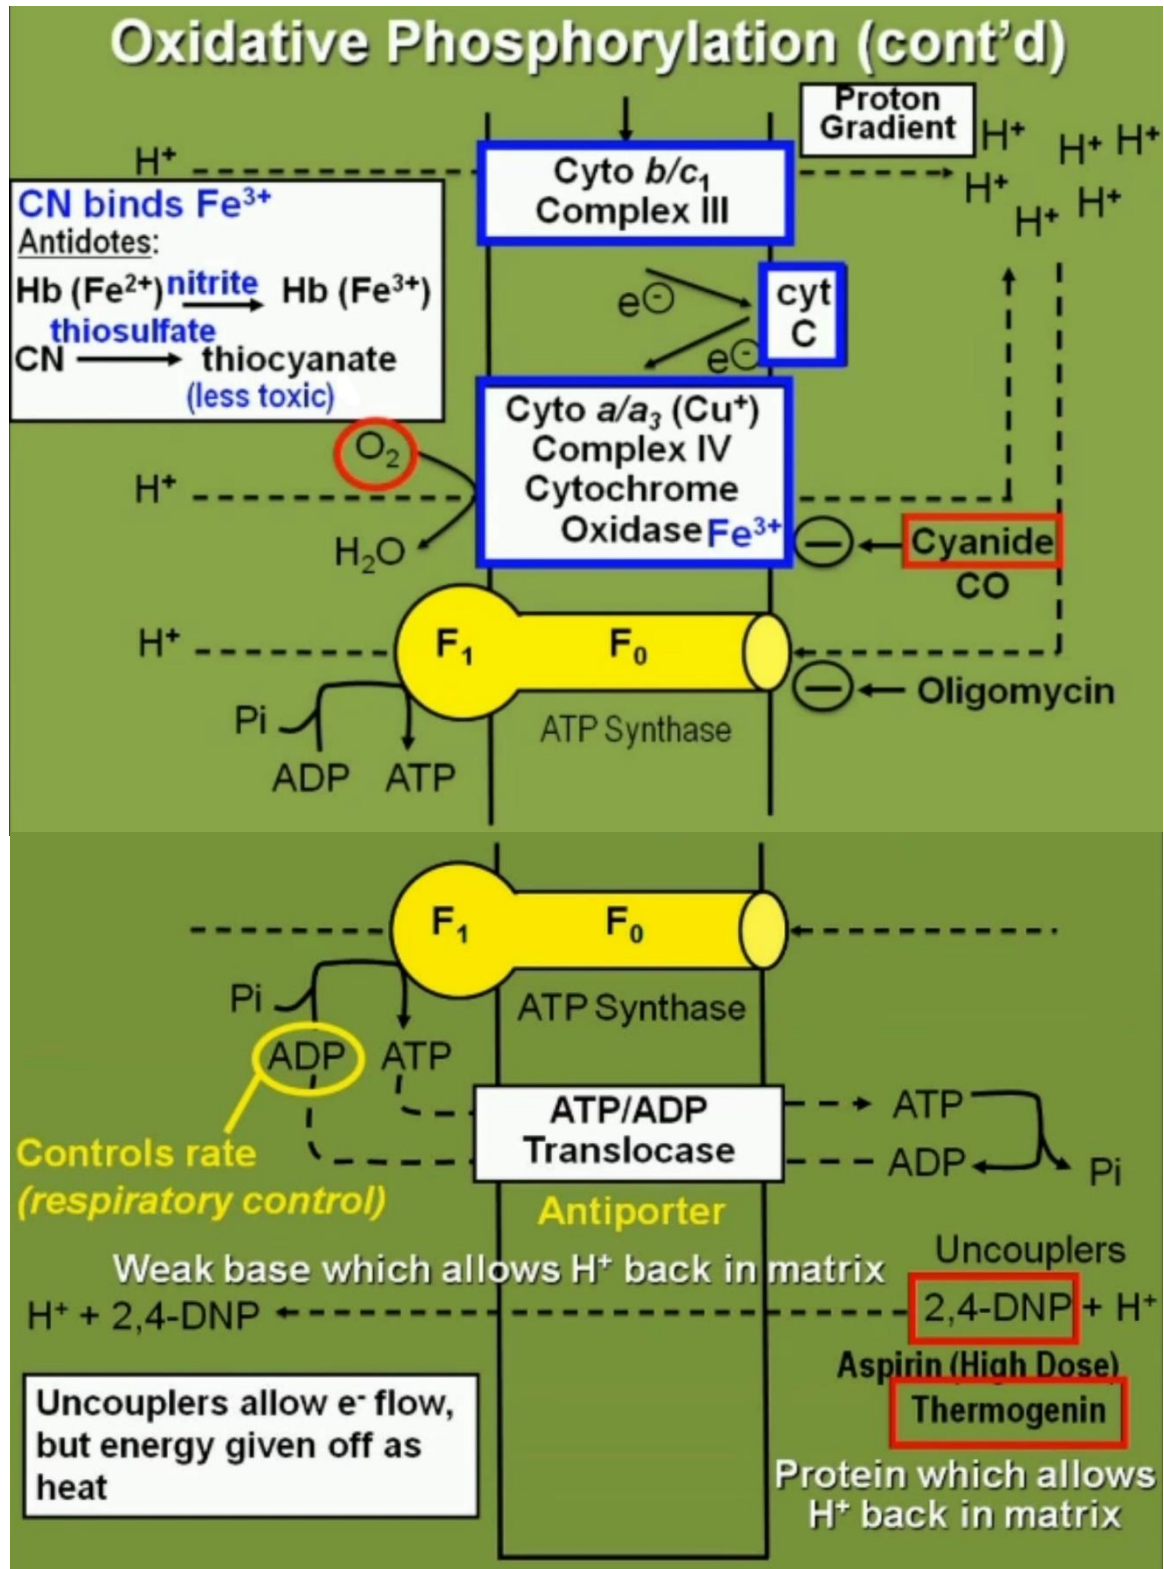 Oxidative Phosphorylation (cont'd)
Proton
Gradient
H⁺
H⁺
H⁺
H⁺
H⁺
H⁺
H⁺
Cyto b/c₁
Complex III
CN binds Fe³⁺
Antidotes:
Hb (Fe²⁺) nitrite Hb (Fe³⁺)
thiosulfate
CN thiocyanate
(less toxic)
e⊖
cyt
C
e⊖
Cyto a/a₃ (Cu⁺)
Complex IV
Cytochrome
Oxidase Fe³⁺
O₂
H⁺
H₂O
− Cyanide
CO
H⁺
F₁
F₀
− Oligomycin
ATP Synthase
Pi
ADP
ATP
F₁
F₀
ATP Synthase
Pi
ADP
ATP
Controls rate
(respiratory control)
ATP/ADP
Translocase
Antiporter
ATP
ADP
Pi
Uncouplers
Weak base which allows H⁺ back in matrix
H⁺ + 2,4-DNP
2,4-DNP + H⁺
Aspirin (High Dose)
Thermogenin
Protein which allows
H⁺ back in matrix
Uncouplers allow e⁻ flow,
but energy given off as
heat